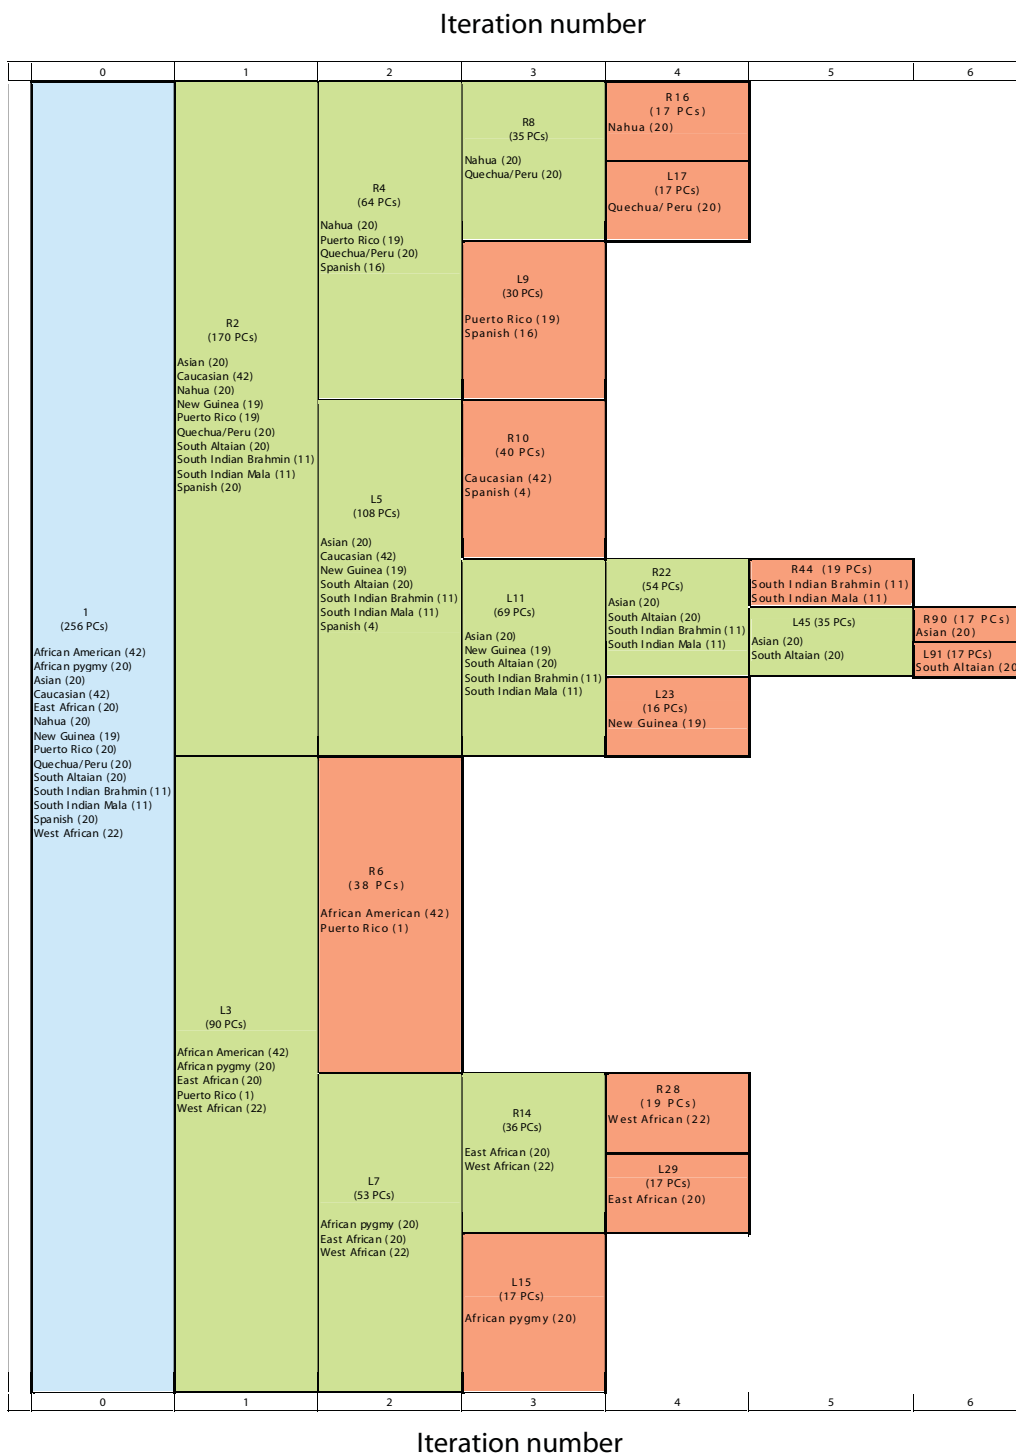 Iteration number
0 1 2 3 4 5 6
1
(256 PCs)
African American (42)
African pygmy (20)
Asian (20)
Caucasian (42)
East African (20)
Nahua (20)
New Guinea (19)
Puerto Rico (20)
Quechua/Peru (20)
South Altaian (20)
South Indian Brahmin (11)
South Indian Mala (11)
Spanish (20)
West African (22)
R2
(170 PCs)
Asian (20)
Caucasian (42)
Nahua (20)
New Guinea (19)
Puerto Rico (19)
Quechua/Peru (20)
South Altaian (20)
South Indian Brahmin (11)
South Indian Mala (11)
Spanish (20)
L3
(90 PCs)
African American (42)
African pygmy (20)
East African (20)
Puerto Rico (1)
West African (22)
R4
(64 PCs)
Nahua (20)
Puerto Rico (19)
Quechua/Peru (20)
Spanish (16)
L5
(108 PCs)
Asian (20)
Caucasian (42)
New Guinea (19)
South Altaian (20)
South Indian Brahmin (11)
South Indian Mala (11)
Spanish (4)
R6
(38 PCs)
African American (42)
Puerto Rico (1)
L7
(53 PCs)
African pygmy (20)
East African (20)
West African (22)
R8
(35 PCs)
Nahua (20)
Quechua/Peru (20)
L9
(30 PCs)
Puerto Rico (19)
Spanish (16)
R10
(40 PCs)
Caucasian (42)
Spanish (4)
L11
(69 PCs)
Asian (20)
New Guinea (19)
South Altaian (20)
South Indian Brahmin (11)
South Indian Mala (11)
R14
(36 PCs)
East African (20)
West African (22)
L15
(17 PCs)
African pygmy (20)
R16
(17 PCs)
Nahua (20)
L17
(17 PCs)
Quechua/ Peru (20)
R22
(54 PCs)
Asian (20)
South Altaian (20)
South Indian Brahmin (11)
South Indian Mala (11)
L23
(16 PCs)
New Guinea (19)
R28
(19 PCs)
West African (22)
L29
(17 PCs)
East African (20)
R44 (19 PCs)
South Indian Brahmin (11)
South Indian Mala (11)
L45 (35 PCs)
Asian (20)
South Altaian (20)
R90 (17 PCs)
Asian (20)
L91 (17 PCs)
South Altaian (20
0 1 2 3 4 5 6
Iteration number